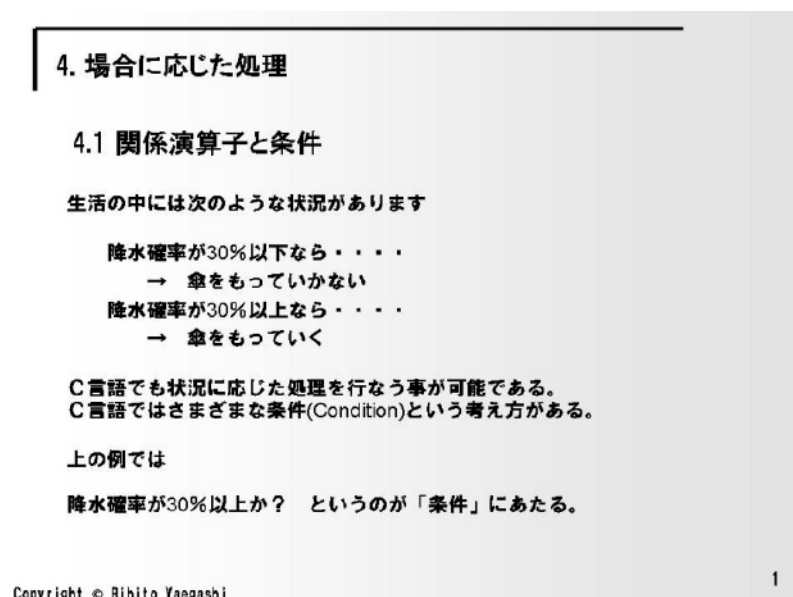 4. 場合に応じた処理
4.1 関係演算子と条件
生活の中には次のような状況があります
降水確率が30%以下なら・・・・
→ 傘をもっていかない
降水確率が30%以上なら・・・・
→ 傘をもっていく
C言語でも状況に応じた処理を行なう事が可能である。
C言語ではさまざまな条件(Condition)という考え方がある。
上の例では
降水確率が30%以上か? というのが「条件」にあたる。
1
Copyright © Rihito Yaegashi